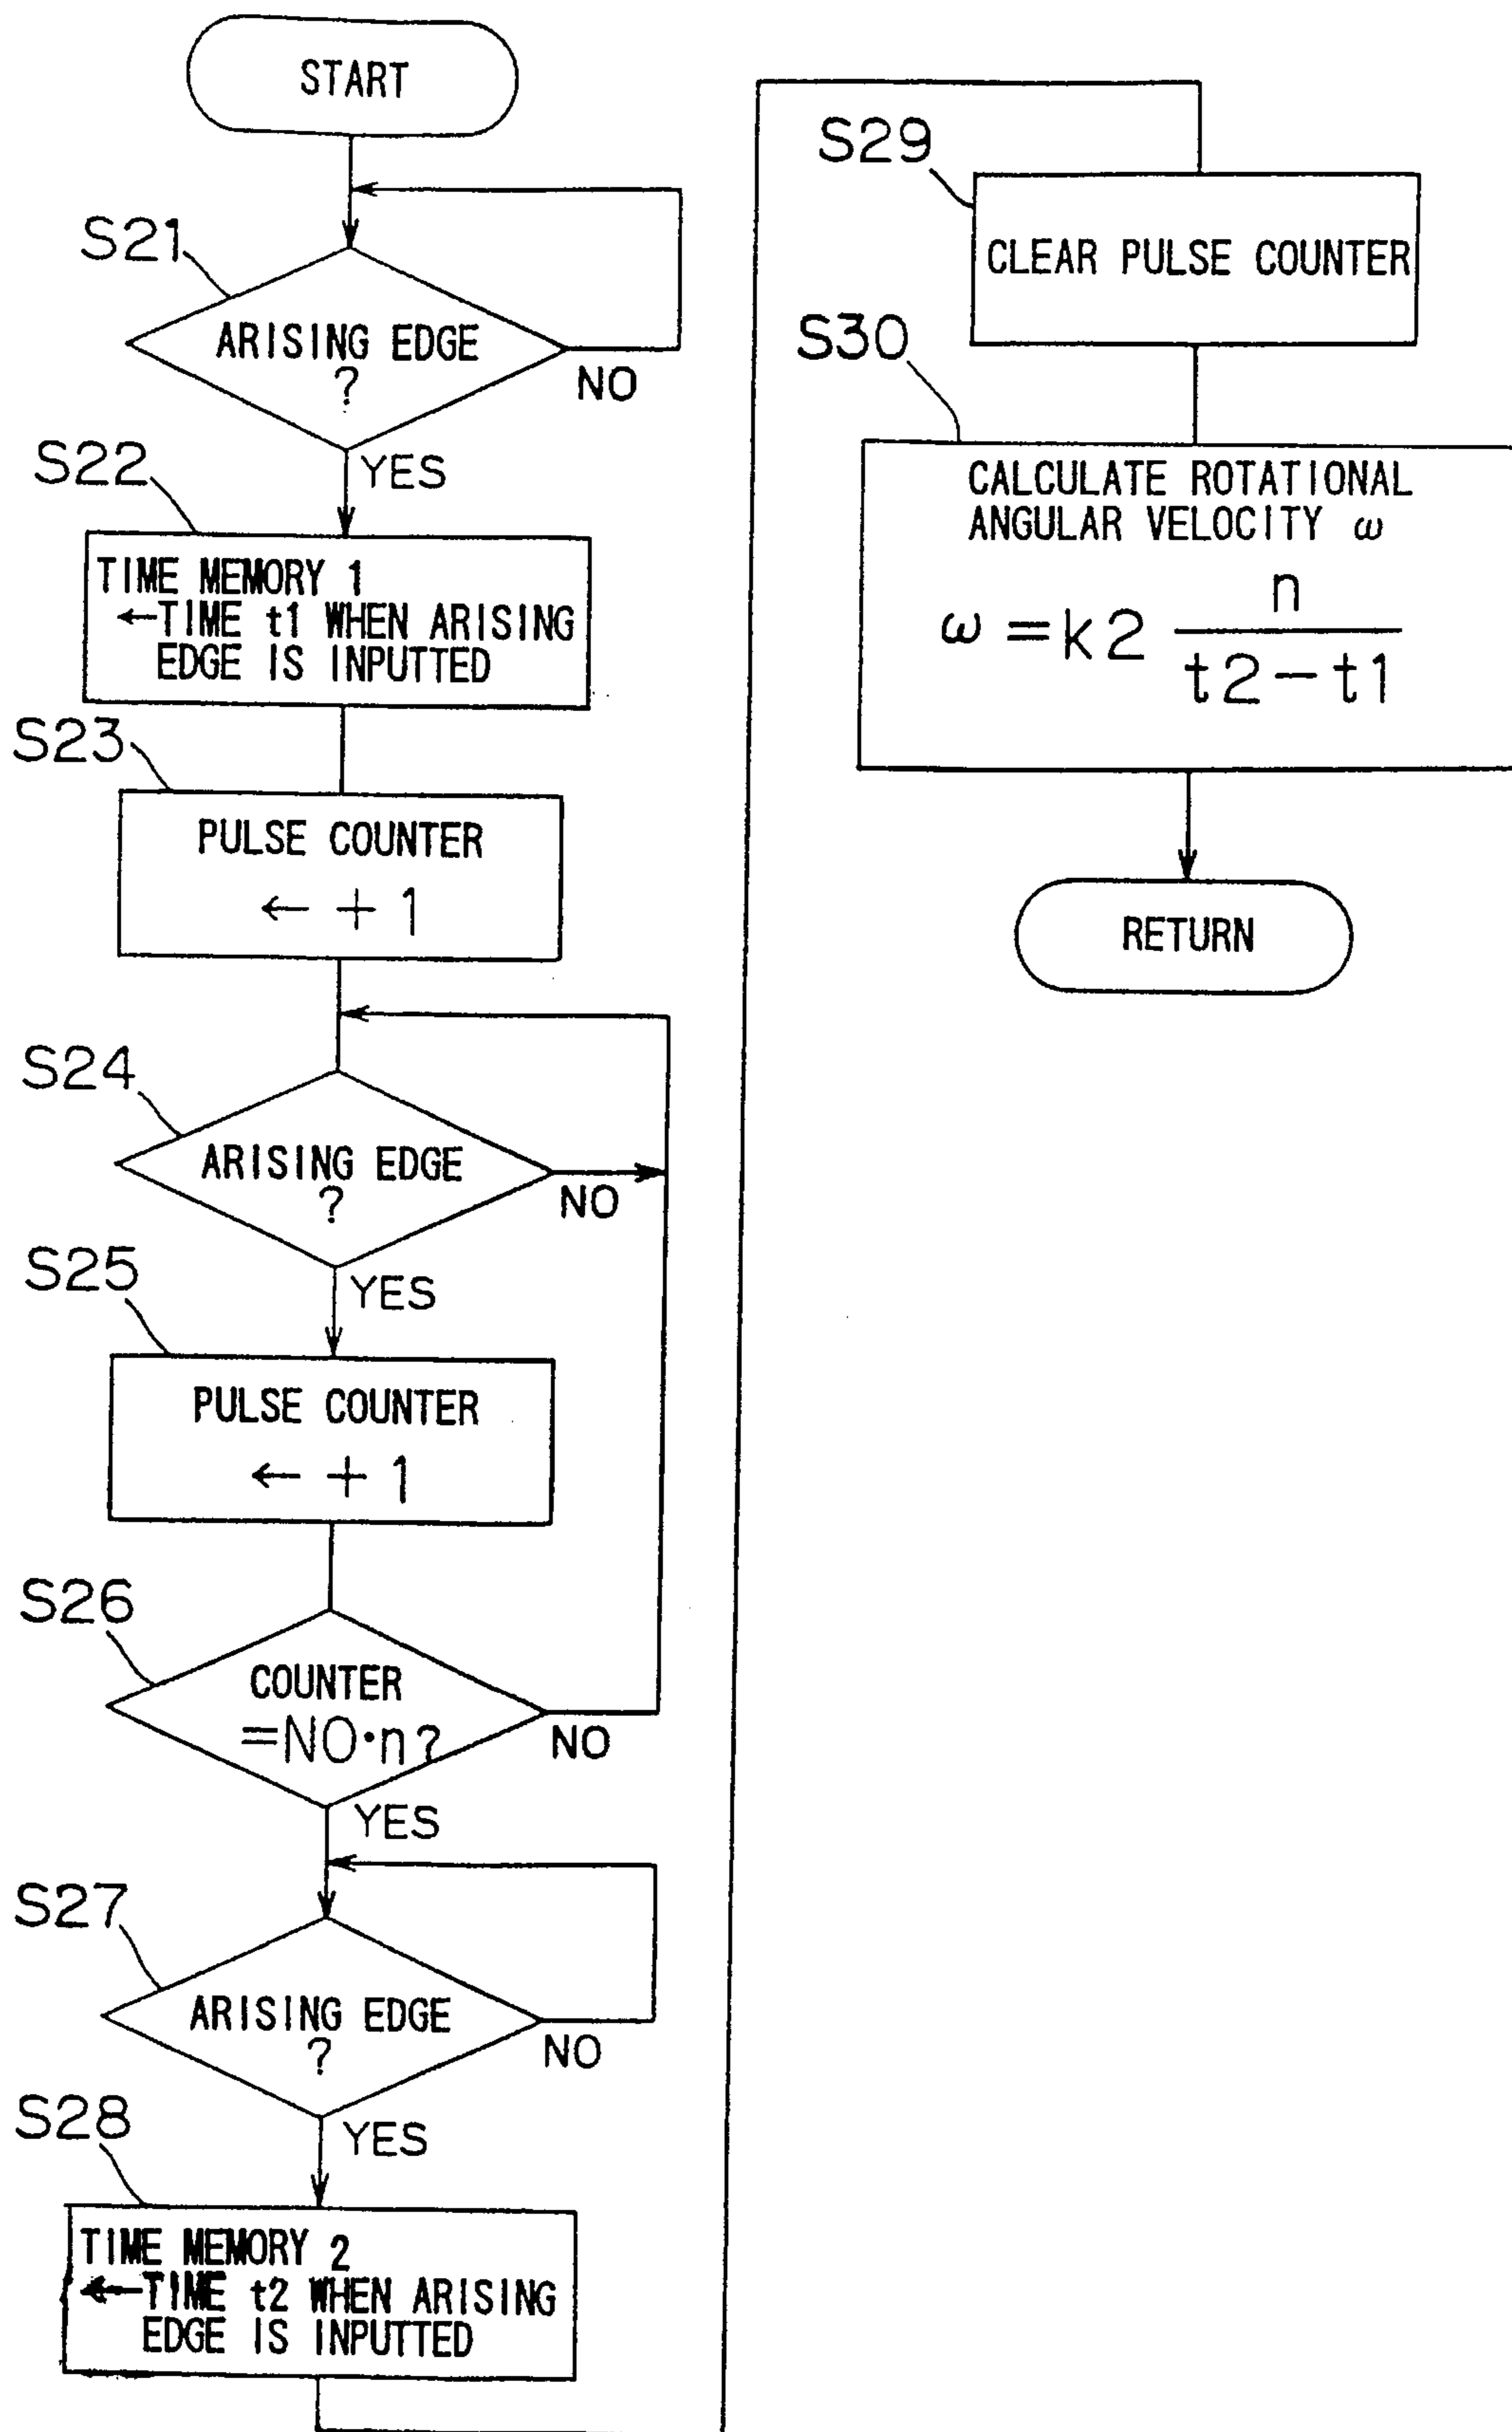 START
S21
ARISING EDGE
?
NO
YES
S22
TIME MEMORY 1
←TIME t1 WHEN ARISING
EDGE IS INPUTTED
S23
PULSE COUNTER
← + 1
S24
ARISING EDGE
?
NO
YES
S25
PULSE COUNTER
← + 1
S26
COUNTER
=NO·n?
NO
YES
S27
ARISING EDGE
?
NO
YES
S28
TIME MEMORY 2
←TIME t2 WHEN ARISING
EDGE IS INPUTTED
S29
CLEAR PULSE COUNTER
S30
CALCULATE ROTATIONAL
ANGULAR VELOCITY ω
ω = k2 n / t2−t1
RETURN